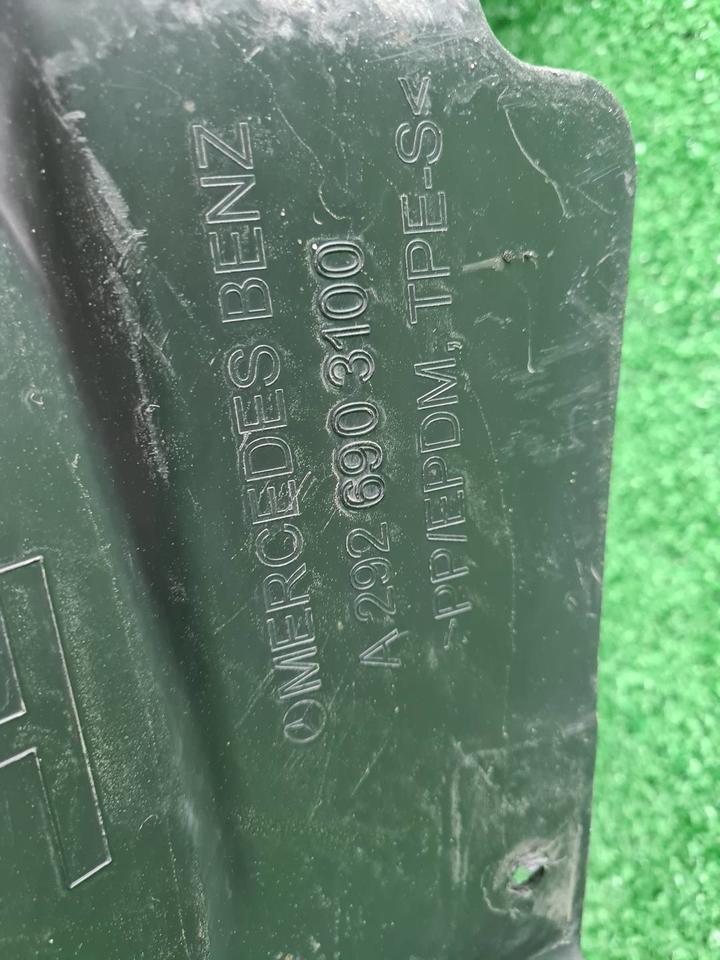 MERCEDES BENZ
A 292 690 3100
>PP/EPDM, TPE-S<